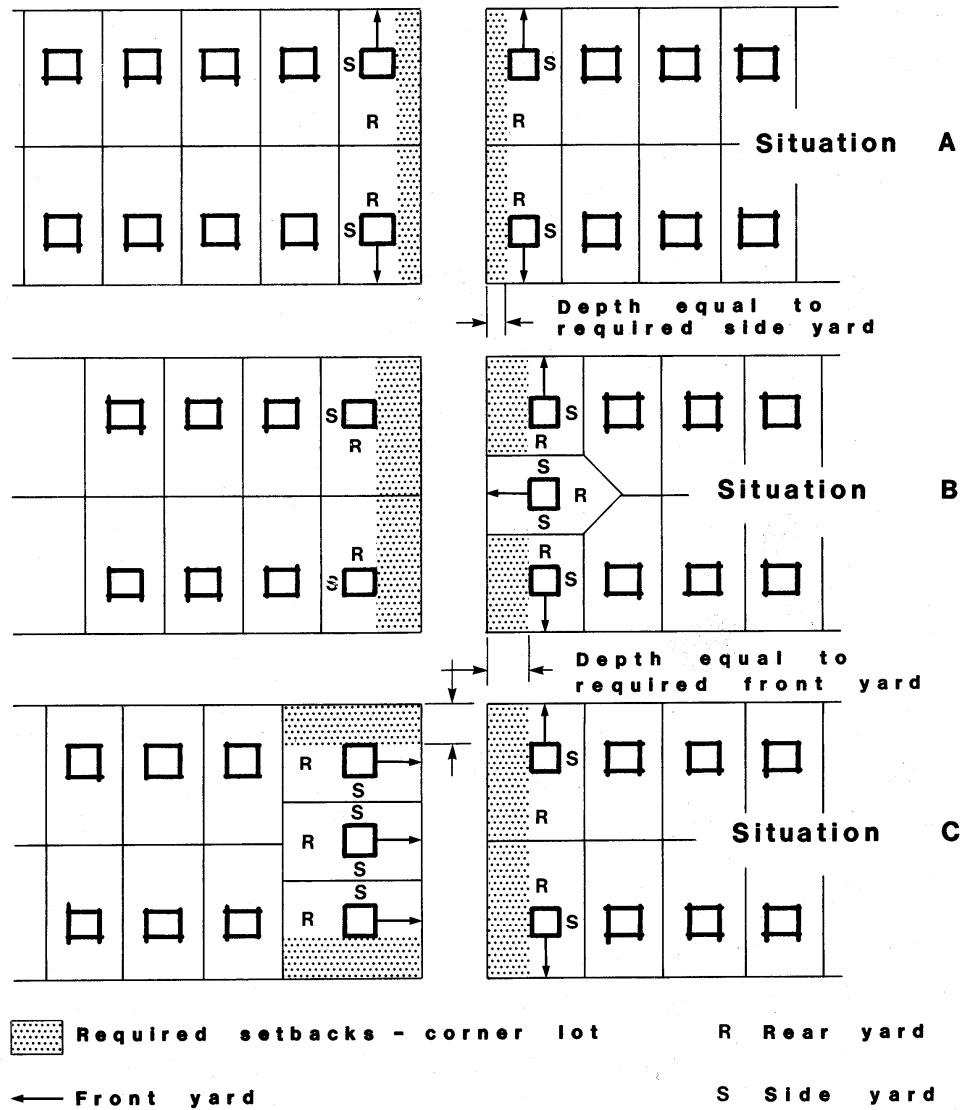 S S
R R
Situation A
R R
S S
Depth equal to
required side yard
S S
R R
S
R
Situation B
S
R R
S S
Depth equal to
required front yard
R S
S
S
R
R
Situation C
S
S
R
R S
Required setbacks - corner lot
R Rear yard
Front yard
S Side yard